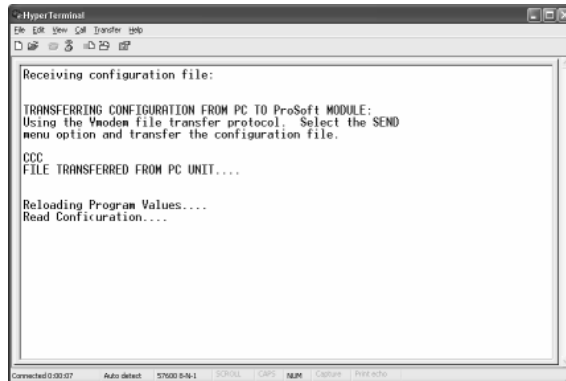 HyperTerminal
File Edit View Call Transfer Help
Receiving configuration file:
TRANSFERRING CONFIGURATION FROM PC TO ProSoft MODULE:
Using the Ymodem file transfer protocol. Select the SEND
menu option and transfer the configuration file.
CCC
FILE TRANSFERRED FROM PC UNIT....
Reloading Program Values....
Read Configuration....
Connected 0:00:07 Auto detect 57600 8-N-1 SCROLL CAPS NUM Capture Print echo